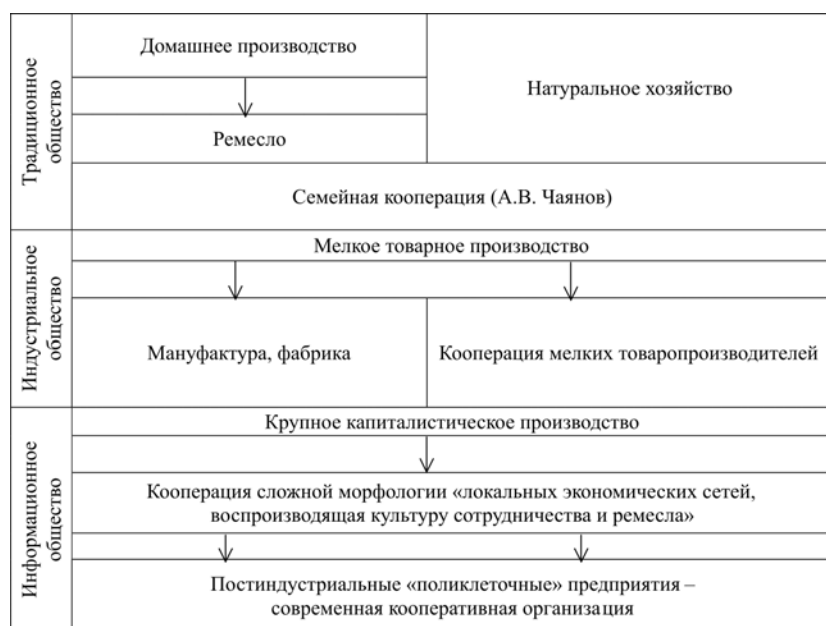 Традиционное
общество
Домашнее производство
Натуральное хозяйство
Ремесло
Семейная кооперация (А.В. Чаянов)
Индустриальное
общество
Мелкое товарное производство
Мануфактура, фабрика
Кооперация мелких товаропроизводителей
Информационное
общество
Крупное капиталистическое производство
Кооперация сложной морфологии «локальных экономических сетей,
воспроизводящая культуру сотрудничества и ремесла»
Постиндустриальные «поликлеточные» предприятия –
современная кооперативная организация